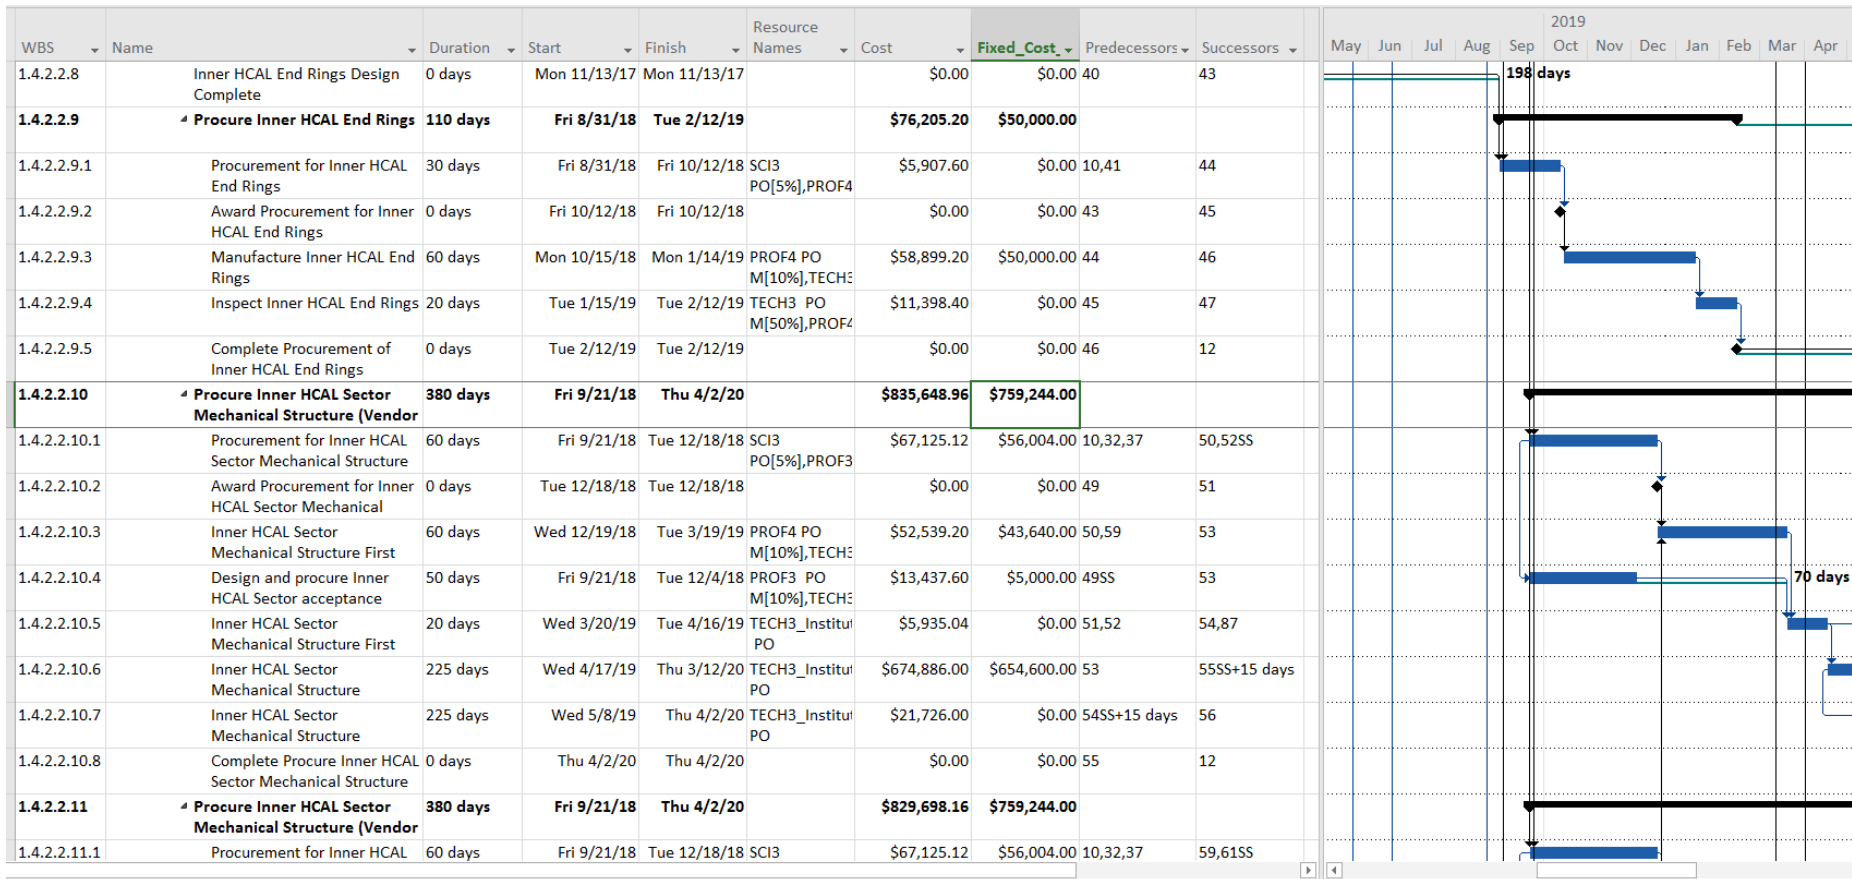 Resource
2019
WBS Name Duration Start Finish Names Cost Fixed_Cost_ Predecessors Successors May Jun Jul Aug Sep Oct Nov Dec Jan Feb Mar Apr
1.4.2.2.8 Inner HCAL End Rings Design 0 days Mon 11/13/17 Mon 11/13/17 $0.00 $0.00 40 43 198 days
Complete
1.4.2.2.9 Procure Inner HCAL End Rings 110 days Fri 8/31/18 Tue 2/12/19 $76,205.20 $50,000.00
1.4.2.2.9.1 Procurement for Inner HCAL 30 days Fri 8/31/18 Fri 10/12/18 SCI3 $5,907.60 $0.00 10,41 44
End Rings PO[5%],PROF4
1.4.2.2.9.2 Award Procurement for Inner 0 days Fri 10/12/18 Fri 10/12/18 $0.00 $0.00 43 45
HCAL End Rings
1.4.2.2.9.3 Manufacture Inner HCAL End 60 days Mon 10/15/18 Mon 1/14/19 PROF4 PO $58,899.20 $50,000.00 44 46
Rings M[10%],TECH3
1.4.2.2.9.4 Inspect Inner HCAL End Rings 20 days Tue 1/15/19 Tue 2/12/19 TECH3 PO $11,398.40 $0.00 45 47
M[50%],PROF4
1.4.2.2.9.5 Complete Procurement of 0 days Tue 2/12/19 Tue 2/12/19 $0.00 $0.00 46 12
Inner HCAL End Rings
1.4.2.2.10 Procure Inner HCAL Sector 380 days Fri 9/21/18 Thu 4/2/20 $835,648.96 $759,244.00
Mechanical Structure (Vendor
1.4.2.2.10.1 Procurement for Inner HCAL 60 days Fri 9/21/18 Tue 12/18/18 SCI3 $67,125.12 $56,004.00 10,32,37 50,52SS
Sector Mechanical Structure PO[5%],PROF3
1.4.2.2.10.2 Award Procurement for Inner 0 days Tue 12/18/18 Tue 12/18/18 $0.00 $0.00 49 51
HCAL Sector Mechanical
1.4.2.2.10.3 Inner HCAL Sector 60 days Wed 12/19/18 Tue 3/19/19 PROF4 PO $52,539.20 $43,640.00 50,59 53
Mechanical Structure First M[10%],TECH3
1.4.2.2.10.4 Design and procure Inner 50 days Fri 9/21/18 Tue 12/4/18 PROF3 PO $13,437.60 $5,000.00 49SS 53 70 days
HCAL Sector acceptance M[10%],TECH3
1.4.2.2.10.5 Inner HCAL Sector 20 days Wed 3/20/19 Tue 4/16/19 TECH3_Institut $5,935.04 $0.00 51,52 54,87
Mechanical Structure First PO
1.4.2.2.10.6 Inner HCAL Sector 225 days Wed 4/17/19 Thu 3/12/20 TECH3_Institut $674,886.00 $654,600.00 53 55SS+15 days
Mechanical Structure PO
1.4.2.2.10.7 Inner HCAL Sector 225 days Wed 5/8/19 Thu 4/2/20 TECH3_Institut $21,726.00 $0.00 54SS+15 days 56
Mechanical Structure PO
1.4.2.2.10.8 Complete Procure Inner HCAL 0 days Thu 4/2/20 Thu 4/2/20 $0.00 $0.00 55 12
Sector Mechanical Structure
1.4.2.2.11 Procure Inner HCAL Sector 380 days Fri 9/21/18 Thu 4/2/20 $829,698.16 $759,244.00
Mechanical Structure (Vendor
1.4.2.2.11.1 Procurement for Inner HCAL 60 days Fri 9/21/18 Tue 12/18/18 SCI3 $67,125.12 $56,004.00 10,32,37 59,61SS